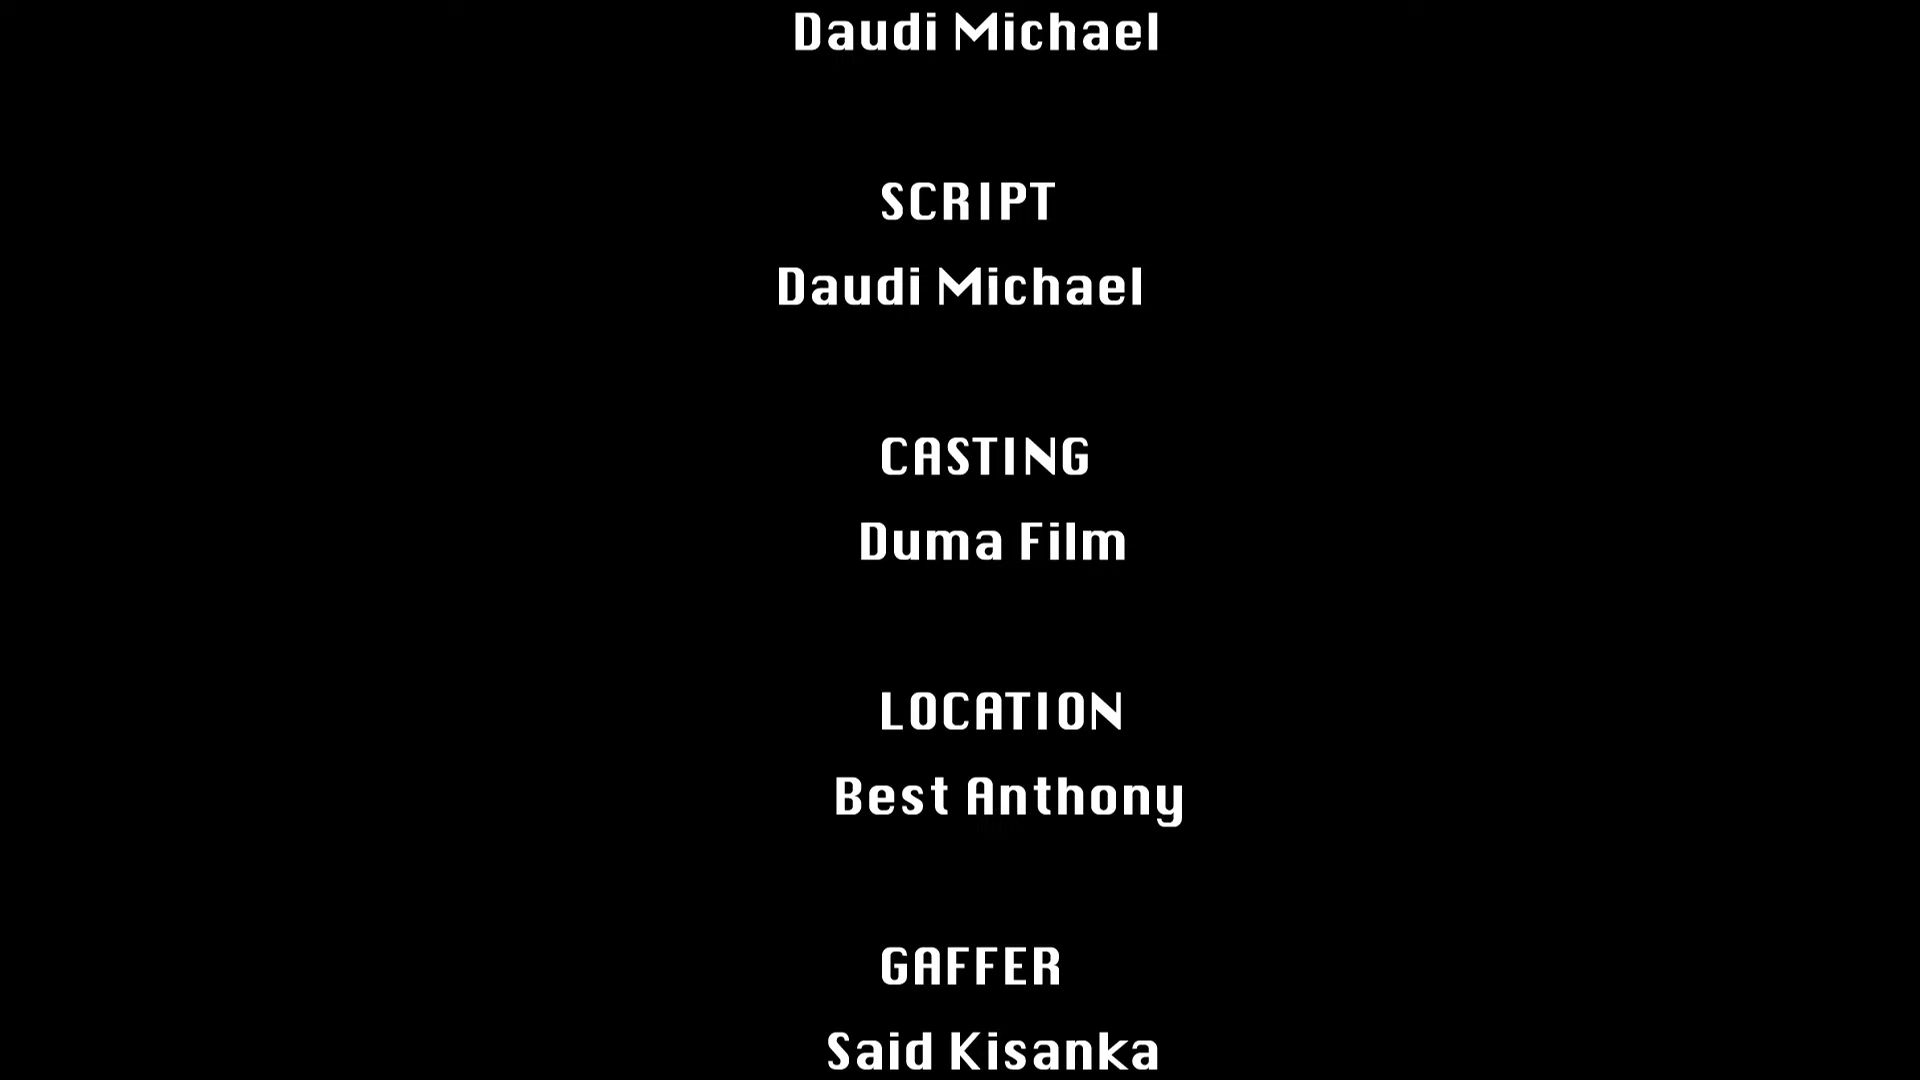 Daudi Michael
SCRIPT
Daudi Michael
CASTING
Duma Film
LOCATION
Best Anthony
GAFFER
Said Kisanka